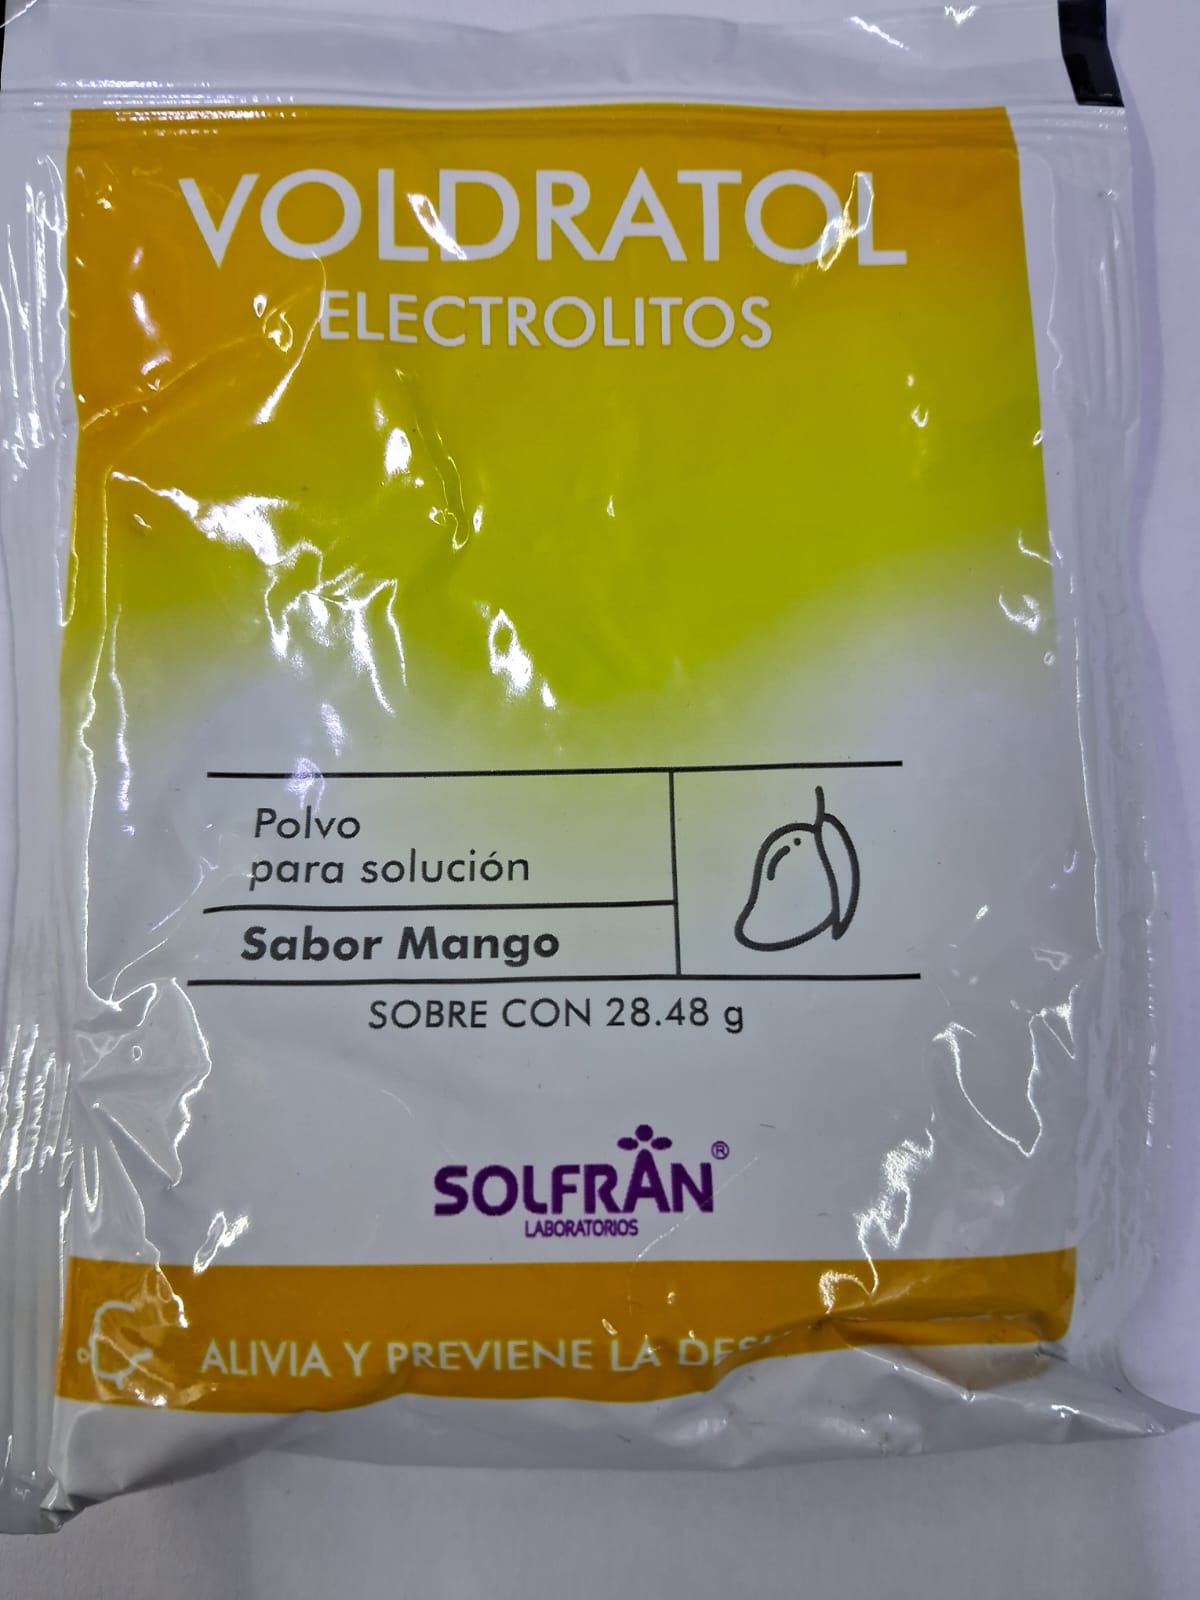 VOLDRATOL
ELECTROLITOS
Polvo
para solución
Sabor Mango
SOBRE CON 28.48 g
SOLFRAN®
LABORATORIOS
ALIVIA Y PREVIENE LA